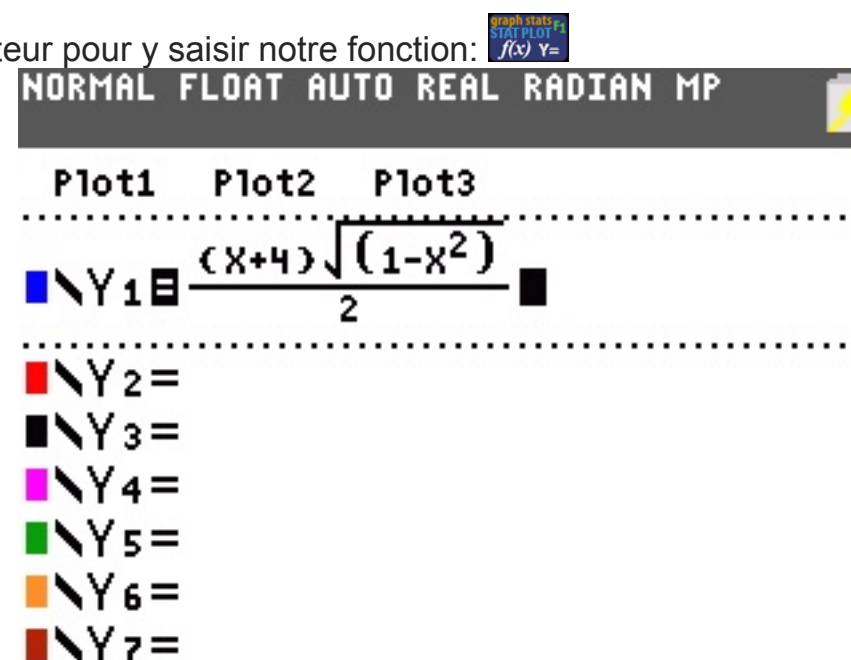 teur pour y saisir notre fonction: graph stats F1
STAT PLOT
f(x) Y=
NORMAL FLOAT AUTO REAL RADIAN MP
Plot1 Plot2 Plot3
\Y1=(X+4)√(1-X²)/2
\Y2=
\Y3=
\Y4=
\Y5=
\Y6=
\Y7=